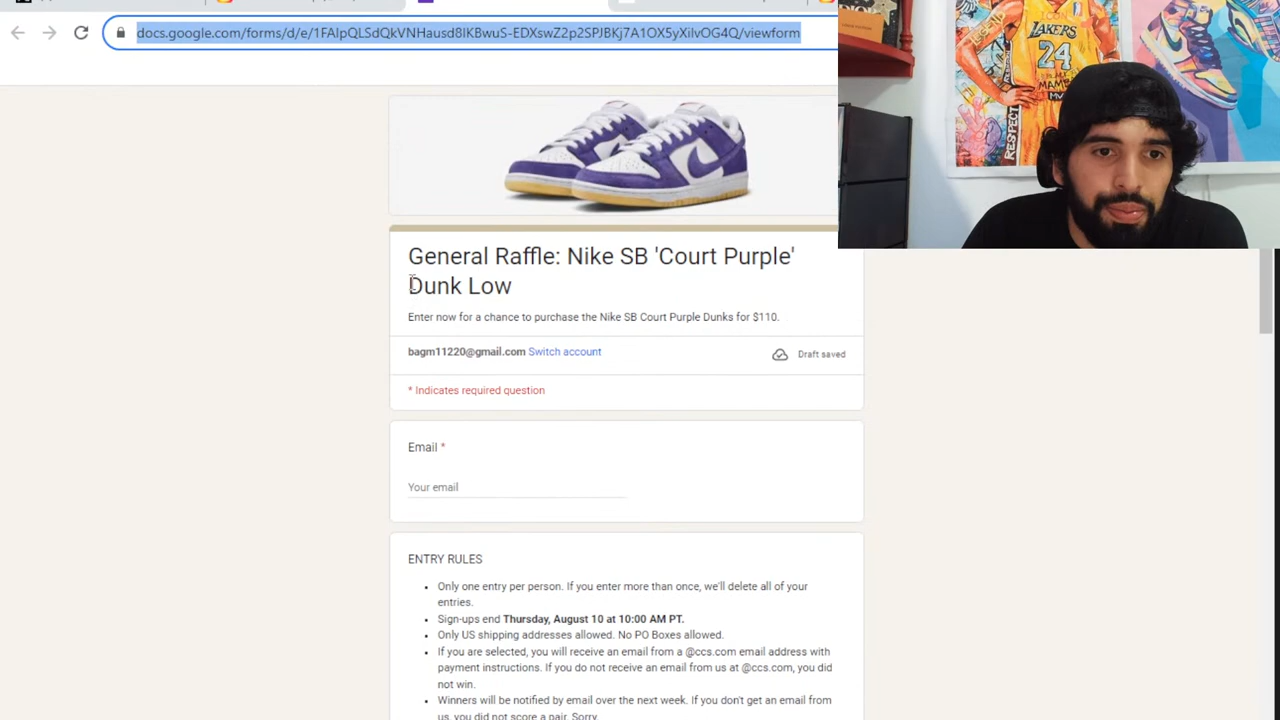 docs.google.com/forms/d/e/1FAIpQLSdQkVNHausd8IKBwuS-EDXswZ2p2SPJBKj7A1OX5yXilvOG4Q/viewform
LAKERS
24
MAMBA
RESPECT
General Raffle: Nike SB 'Court Purple'
Dunk Low
Enter now for a chance to purchase the Nike SB Court Purple Dunks for $110.
bagm11220@gmail.com Switch account
Draft saved
* Indicates required question
Email *
Your email
ENTRY RULES
• Only one entry per person. If you enter more than once, we'll delete all of your
entries.
• Sign-ups end Thursday, August 10 at 10:00 AM PT.
• Only US shipping addresses allowed. No PO Boxes allowed.
• If you are selected, you will receive an email from a @ccs.com email address with
payment instructions. If you do not receive an email from us at @ccs.com, you did
not win.
• Winners will be notified by email over the next week. If you don't get an email from
us, you did not score a pair. Sorry.